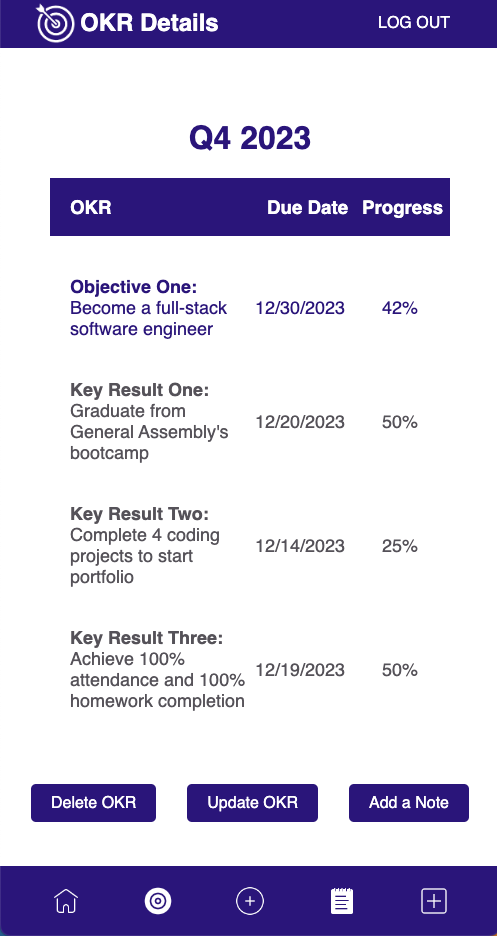 OKR Details
LOG OUT
Q4 2023
OKR Due Date Progress
Objective One:
Become a full-stack
software engineer
12/30/2023 42%
Key Result One:
Graduate from
General Assembly's
bootcamp
12/20/2023 50%
Key Result Two:
Complete 4 coding
projects to start
portfolio
12/14/2023 25%
Key Result Three:
Achieve 100%
attendance and 100%
homework completion
12/19/2023 50%
Delete OKR
Update OKR
Add a Note